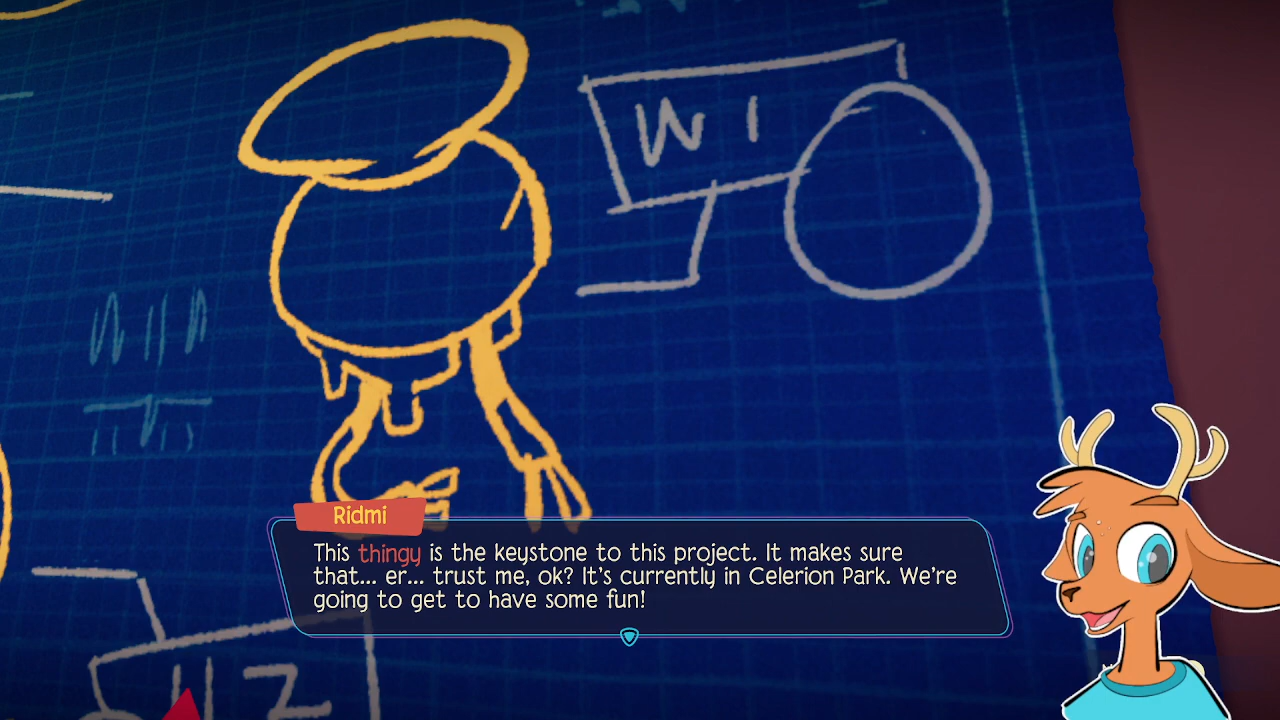 Ridmi
This thingy is the keystone to this project. It makes sure
that... er... trust me, ok? It's currently in Celerion Park. We're
going to get to have some fun!